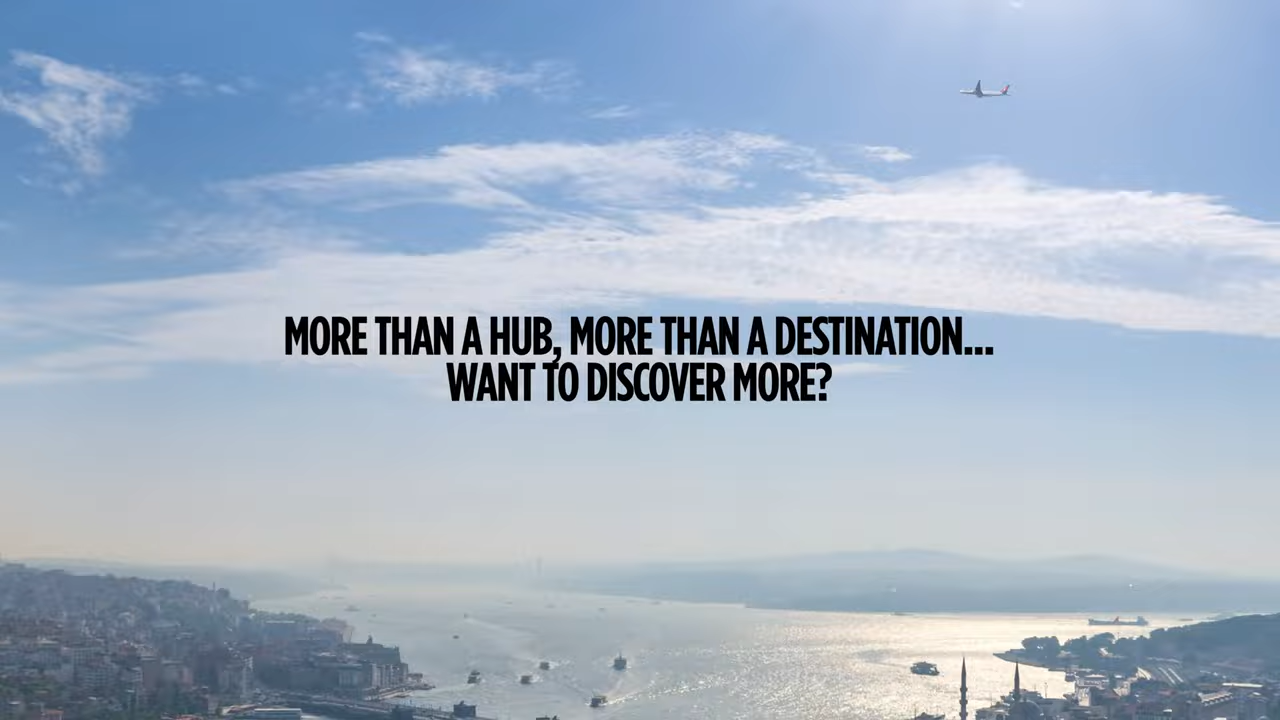 MORE THAN A HUB, MORE THAN A DESTINATION...
WANT TO DISCOVER MORE?